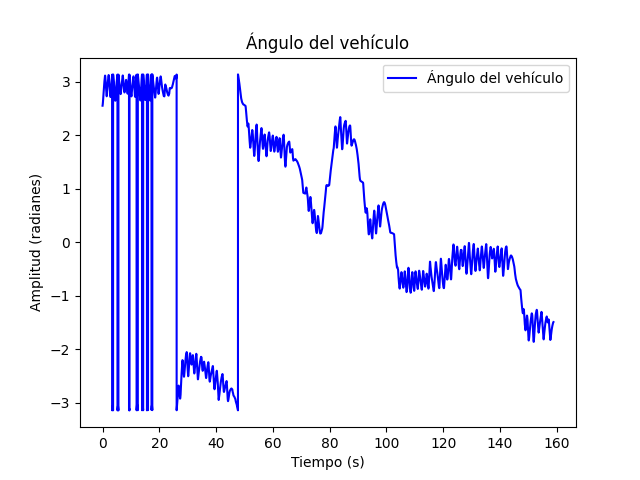 Ángulo del vehículo
Ángulo del vehículo
Amplitud (radianes)
3
2
1
0
−1
−2
−3
0 20 40 60 80 100 120 140 160
Tiempo (s)